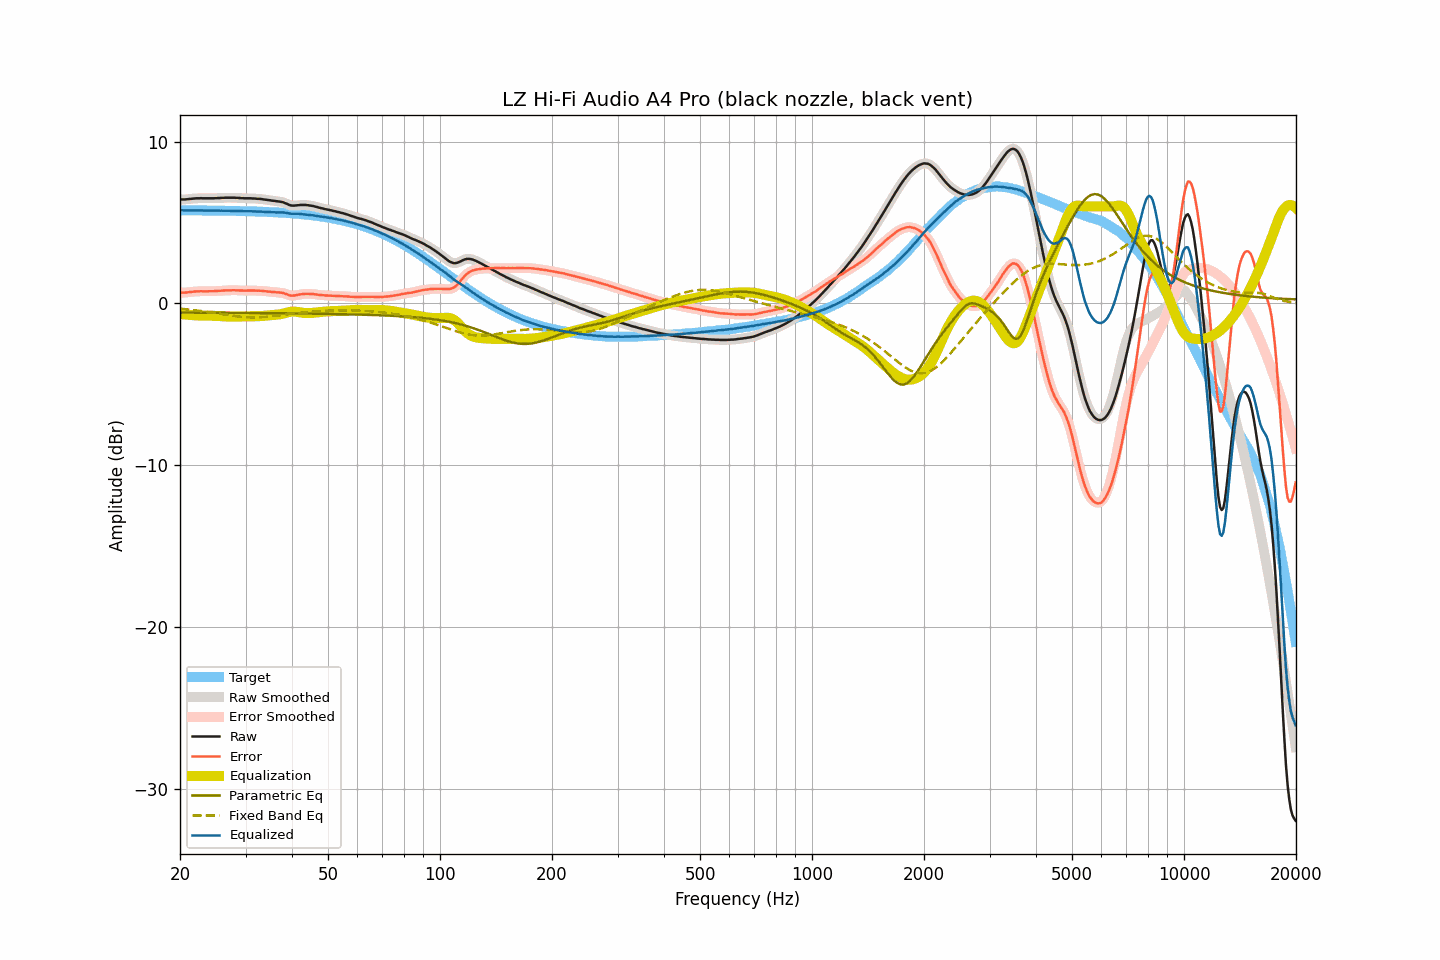 LZ Hi-Fi Audio A4 Pro (black nozzle, black vent)
10
0
−10
−20
−30
Amplitude (dBr)
Target
Raw Smoothed
Error Smoothed
Raw
Error
Equalization
Parametric Eq
Fixed Band Eq
Equalized
20 50 100 200 500 1000 2000 5000 10000 20000
Frequency (Hz)